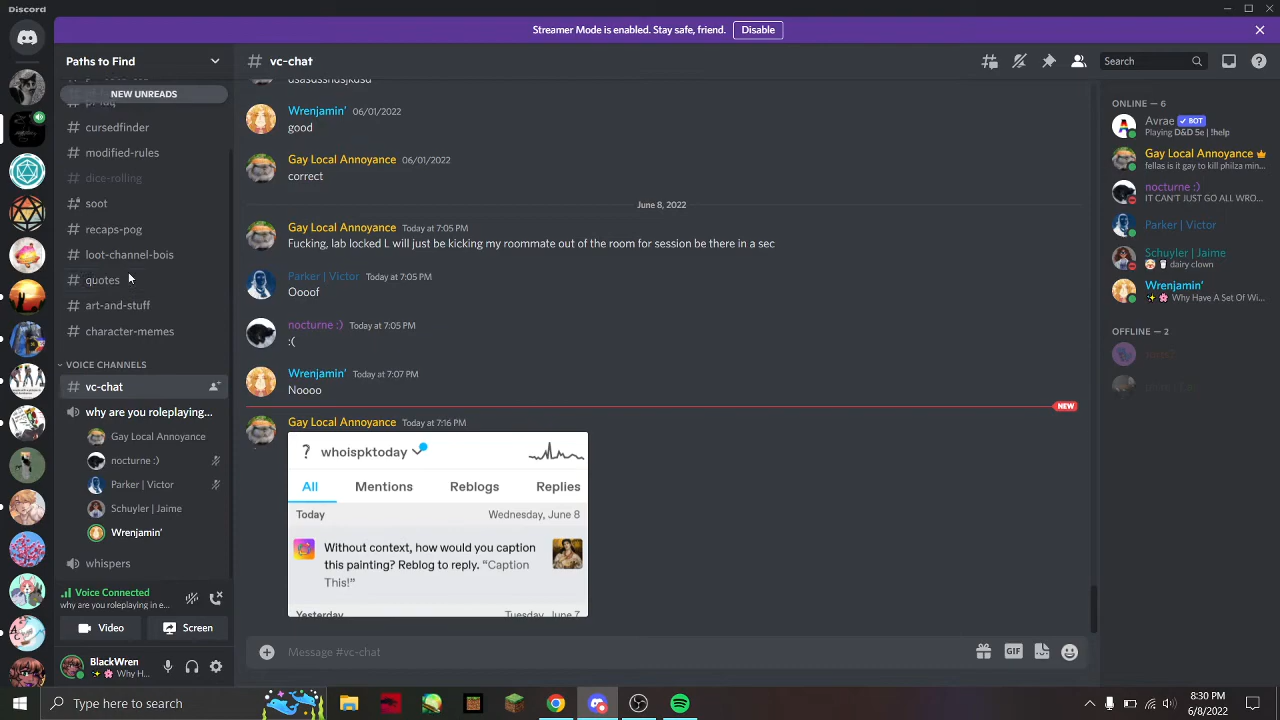 Discord
Streamer Mode is enabled. Stay safe, friend. Disable
Paths to Find
NEW UNREADS
cursedfinder
modified-rules
dice-rolling
soot
recaps-pog
loot-channel-bois
quotes
art-and-stuff
character-memes
VOICE CHANNELS
vc-chat
why are you roleplaying...
Gay Local Annoyance
nocturne :)
Parker | Victor
Schuyler | Jaime
Wrenjamin'
whispers
Voice Connected
why are you roleplaying in e...
Video
Screen
BlackWren
Why H...
# vc-chat
Search
Wrenjamin' 06/01/2022
good
Gay Local Annoyance 06/01/2022
correct
June 8, 2022
Gay Local Annoyance Today at 7:05 PM
Fucking, lab locked L will just be kicking my roommate out of the room for session be there in a sec
Parker | Victor Today at 7:05 PM
Oooof
nocturne :) Today at 7:05 PM
:(
Wrenjamin' Today at 7:07 PM
Noooo
NEW
Gay Local Annoyance Today at 7:16 PM
? whoispktoday
All Mentions Reblogs Replies
Today Wednesday, June 8
Without context, how would you caption
this painting? Reblog to reply. “Caption
This!”
Yesterday Tuesday, June 7
Message #vc-chat
GIF
ONLINE — 6
Avrae BOT
Playing D&D 5e | !help
Gay Local Annoyance
fellas is it gay to kill philza min...
nocturne :)
IT CAN'T JUST GO ALL WRO...
Parker | Victor
Schuyler | Jaime
dairy clown
Wrenjamin'
Why Have A Set Of Wi...
OFFLINE — 2
Type here to search
8:30 PM
6/8/2022